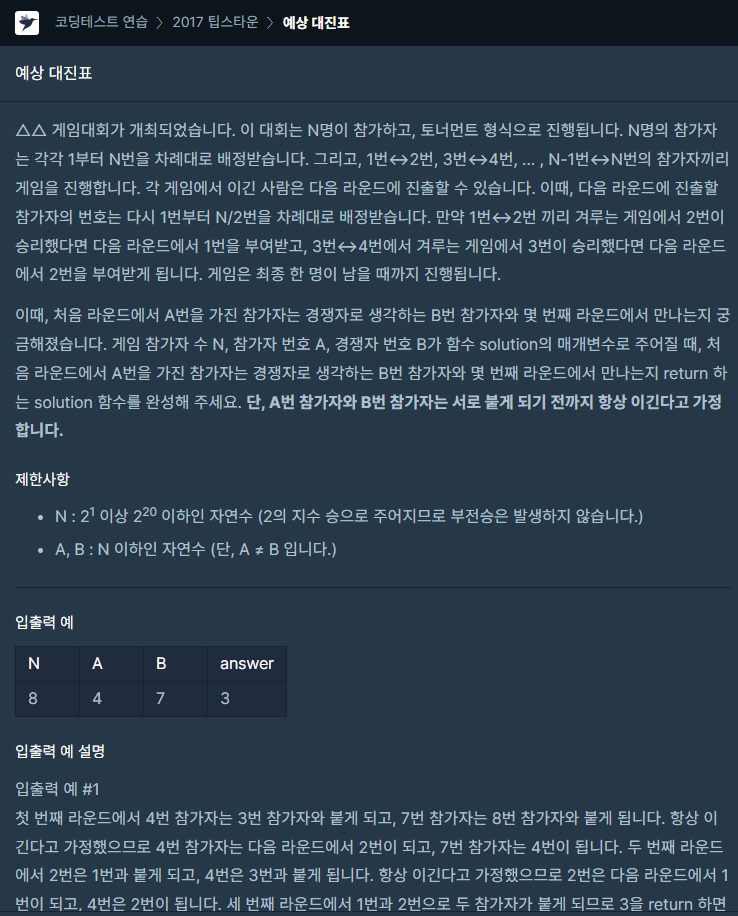 코딩테스트 연습 > 2017 팁스타운 > 예상 대진표
예상 대진표
△△ 게임대회가 개최되었습니다. 이 대회는 N명이 참가하고, 토너먼트 형식으로 진행됩니다. N명의 참가자
는 각각 1부터 N번을 차례대로 배정받습니다. 그리고, 1번↔2번, 3번↔4번, ... , N-1번↔N번의 참가자끼리
게임을 진행합니다. 각 게임에서 이긴 사람은 다음 라운드에 진출할 수 있습니다. 이때, 다음 라운드에 진출할
참가자의 번호는 다시 1번부터 N/2번을 차례대로 배정받습니다. 만약 1번↔2번 끼리 겨루는 게임에서 2번이
승리했다면 다음 라운드에서 1번을 부여받고, 3번↔4번에서 겨루는 게임에서 3번이 승리했다면 다음 라운드
에서 2번을 부여받게 됩니다. 게임은 최종 한 명이 남을 때까지 진행됩니다.
이때, 처음 라운드에서 A번을 가진 참가자는 경쟁자로 생각하는 B번 참가자와 몇 번째 라운드에서 만나는지 궁
금해졌습니다. 게임 참가자 수 N, 참가자 번호 A, 경쟁자 번호 B가 함수 solution의 매개변수로 주어질 때, 처
음 라운드에서 A번을 가진 참가자는 경쟁자로 생각하는 B번 참가자와 몇 번째 라운드에서 만나는지 return 하
는 solution 함수를 완성해 주세요. 단, A번 참가자와 B번 참가자는 서로 붙게 되기 전까지 항상 이긴다고 가정
합니다.
제한사항
• N : 2¹ 이상 2²⁰ 이하인 자연수 (2의 지수 승으로 주어지므로 부전승은 발생하지 않습니다.)
• A, B : N 이하인 자연수 (단, A ≠ B 입니다.)
입출력 예
N A B answer
8 4 7 3
입출력 예 설명
입출력 예 #1
첫 번째 라운드에서 4번 참가자는 3번 참가자와 붙게 되고, 7번 참가자는 8번 참가자와 붙게 됩니다. 항상 이
긴다고 가정했으므로 4번 참가자는 다음 라운드에서 2번이 되고, 7번 참가자는 4번이 됩니다. 두 번째 라운드
에서 2번은 1번과 붙게 되고, 4번은 3번과 붙게 됩니다. 항상 이긴다고 가정했으므로 2번은 다음 라운드에서 1
번이 되고, 4번은 2번이 됩니다. 세 번째 라운드에서 1번과 2번으로 두 참가자가 붙게 되므로 3을 return 하면